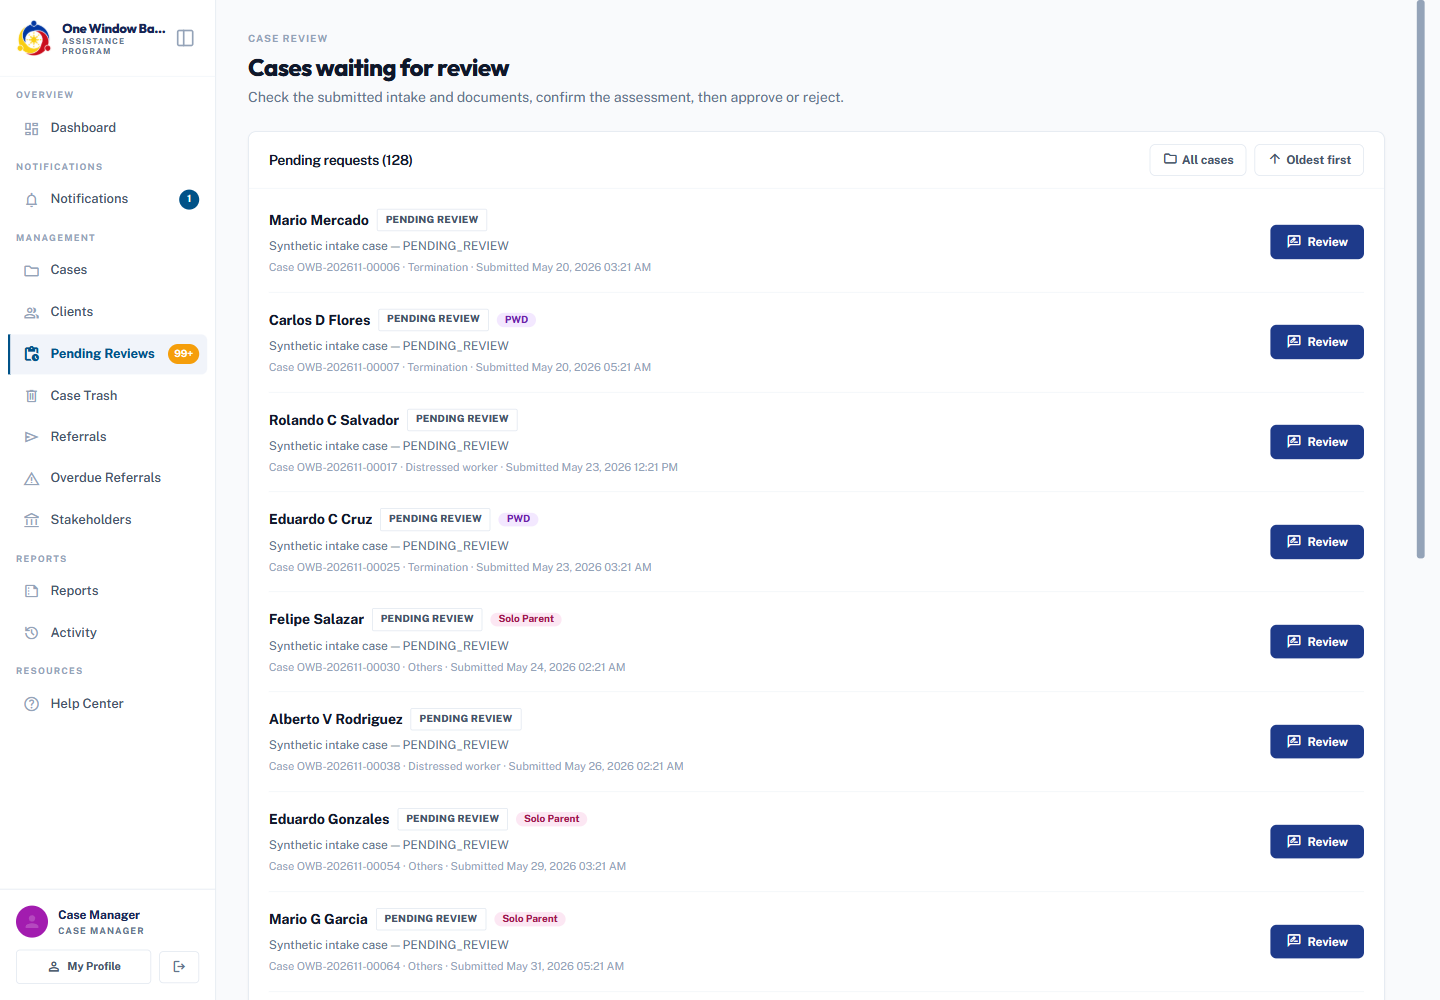 One Window Ba...
ASSISTANCE
PROGRAM
OVERVIEW
Dashboard
NOTIFICATIONS
Notifications 1
MANAGEMENT
Cases
Clients
Pending Reviews 99+
Case Trash
Referrals
Overdue Referrals
Stakeholders
REPORTS
Reports
Activity
RESOURCES
Help Center
Case Manager
CASE MANAGER
My Profile
CASE REVIEW
Cases waiting for review
Check the submitted intake and documents, confirm the assessment, then approve or reject.
Pending requests (128) All cases Oldest first
Mario Mercado PENDING REVIEW
Synthetic intake case — PENDING_REVIEW
Case OWB-202611-00006 · Termination · Submitted May 20, 2026 03:21 AM
Review
Carlos D Flores PENDING REVIEW PWD
Synthetic intake case — PENDING_REVIEW
Case OWB-202611-00007 · Termination · Submitted May 20, 2026 05:21 AM
Review
Rolando C Salvador PENDING REVIEW
Synthetic intake case — PENDING_REVIEW
Case OWB-202611-00017 · Distressed worker · Submitted May 23, 2026 12:21 PM
Review
Eduardo C Cruz PENDING REVIEW PWD
Synthetic intake case — PENDING_REVIEW
Case OWB-202611-00025 · Termination · Submitted May 23, 2026 03:21 AM
Review
Felipe Salazar PENDING REVIEW Solo Parent
Synthetic intake case — PENDING_REVIEW
Case OWB-202611-00030 · Others · Submitted May 24, 2026 02:21 AM
Review
Alberto V Rodriguez PENDING REVIEW
Synthetic intake case — PENDING_REVIEW
Case OWB-202611-00038 · Distressed worker · Submitted May 26, 2026 02:21 AM
Review
Eduardo Gonzales PENDING REVIEW Solo Parent
Synthetic intake case — PENDING_REVIEW
Case OWB-202611-00054 · Others · Submitted May 29, 2026 03:21 AM
Review
Mario G Garcia PENDING REVIEW Solo Parent
Synthetic intake case — PENDING_REVIEW
Case OWB-202611-00064 · Others · Submitted May 31, 2026 05:21 AM
Review